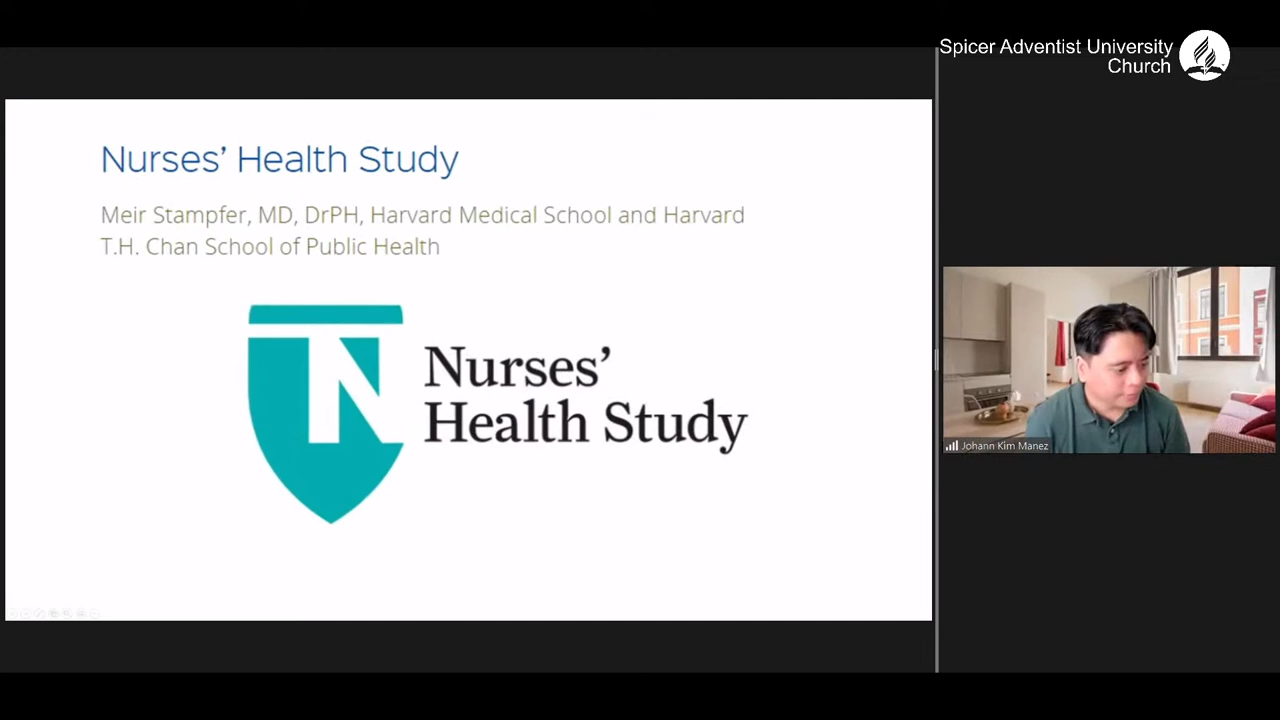 Spicer Adventist University
Church
Nurses’ Health Study
Meir Stampfer, MD, DrPH, Harvard Medical School and Harvard
T.H. Chan School of Public Health
N
Nurses’
Health Study
Johann Kim Manez